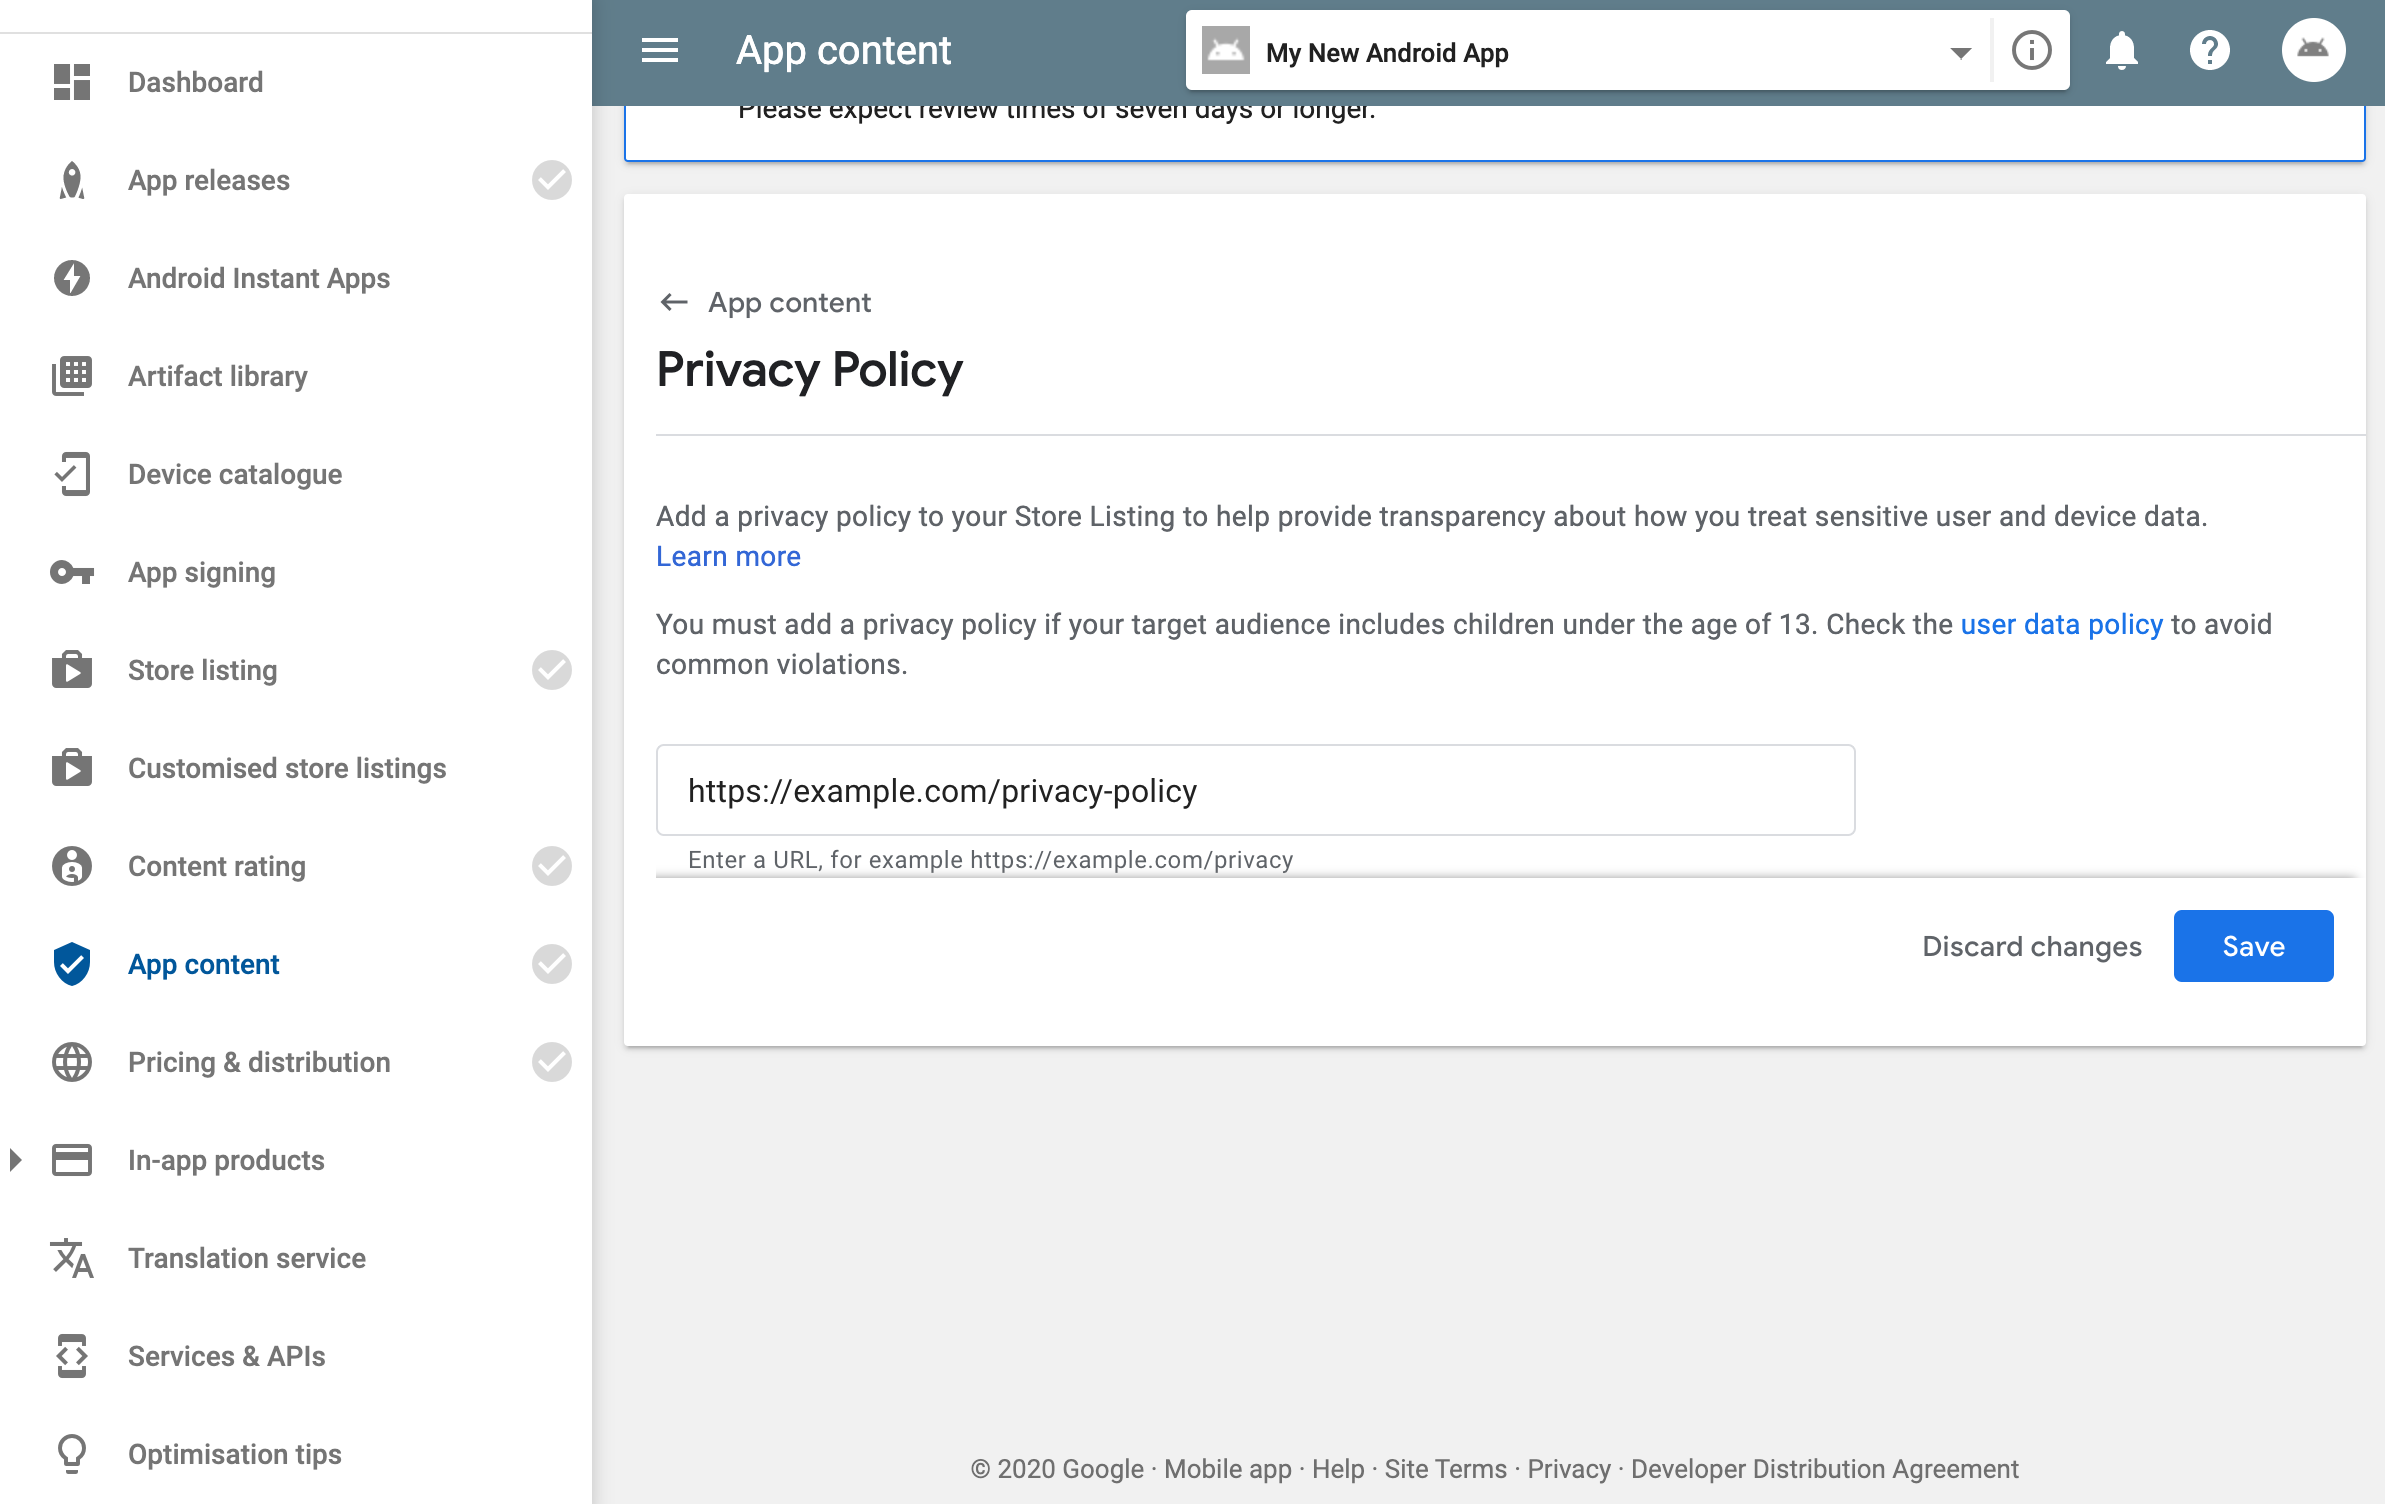 Dashboard
App releases
Android Instant Apps
Artifact library
Device catalogue
App signing
Store listing
Customised store listings
Content rating
App content
Pricing & distribution
In-app products
Translation service
Services & APIs
Optimisation tips
App content
My New Android App
Please expect review times of seven days or longer.
App content
Privacy Policy
Add a privacy policy to your Store Listing to help provide transparency about how you treat sensitive user and device data.
Learn more
You must add a privacy policy if your target audience includes children under the age of 13. Check the user data policy to avoid
common violations.
https://example.com/privacy-policy
Enter a URL, for example https://example.com/privacy
Discard changes
Save
© 2020 Google · Mobile app · Help · Site Terms · Privacy · Developer Distribution Agreement